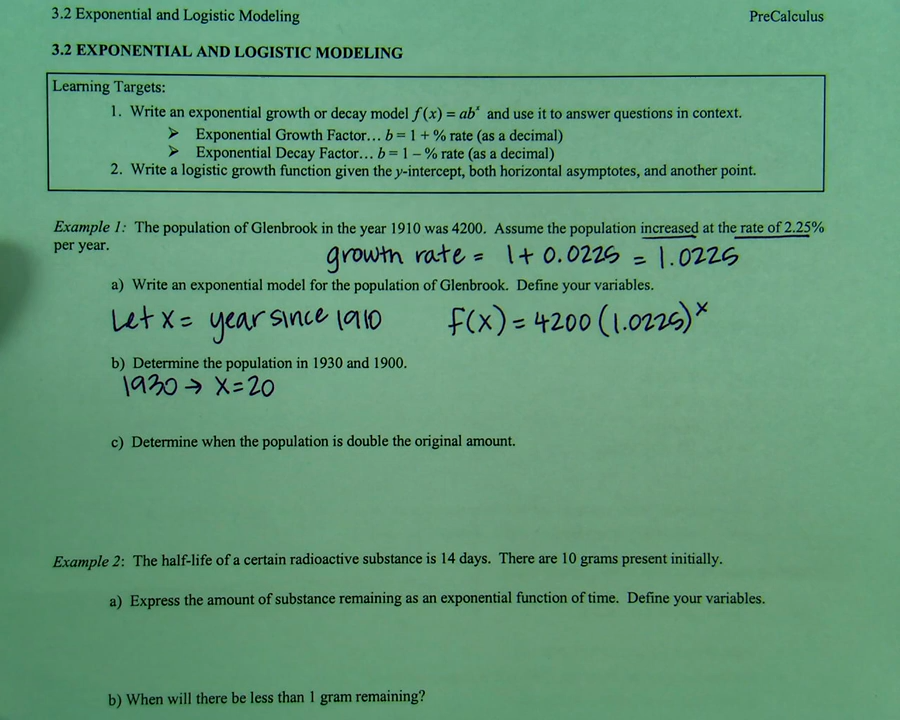 3.2 Exponential and Logistic Modeling PreCalculus
3.2 EXPONENTIAL AND LOGISTIC MODELING
Learning Targets:
1. Write an exponential growth or decay model f(x) = abˣ and use it to answer questions in context.
➢ Exponential Growth Factor… b = 1 + % rate (as a decimal)
➢ Exponential Decay Factor… b = 1 – % rate (as a decimal)
2. Write a logistic growth function given the y-intercept, both horizontal asymptotes, and another point.
Example 1: The population of Glenbrook in the year 1910 was 4200. Assume the population increased at the rate of 2.25%
per year.
growth rate = 1 + 0.0225 = 1.0225
a) Write an exponential model for the population of Glenbrook. Define your variables.
Let x = year since 1910 f(x) = 4200 (1.0225)ˣ
b) Determine the population in 1930 and 1900.
1930 → x = 20
c) Determine when the population is double the original amount.
Example 2: The half-life of a certain radioactive substance is 14 days. There are 10 grams present initially.
a) Express the amount of substance remaining as an exponential function of time. Define your variables.
b) When will there be less than 1 gram remaining?